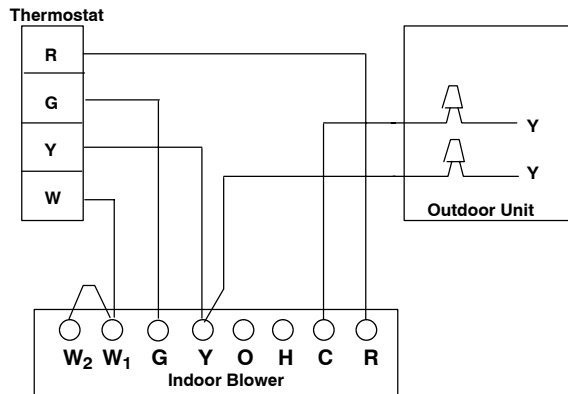 Thermostat
R
G
Y
W
Y
Y
Outdoor Unit
W2 W1 G Y O H C R
Indoor Blower